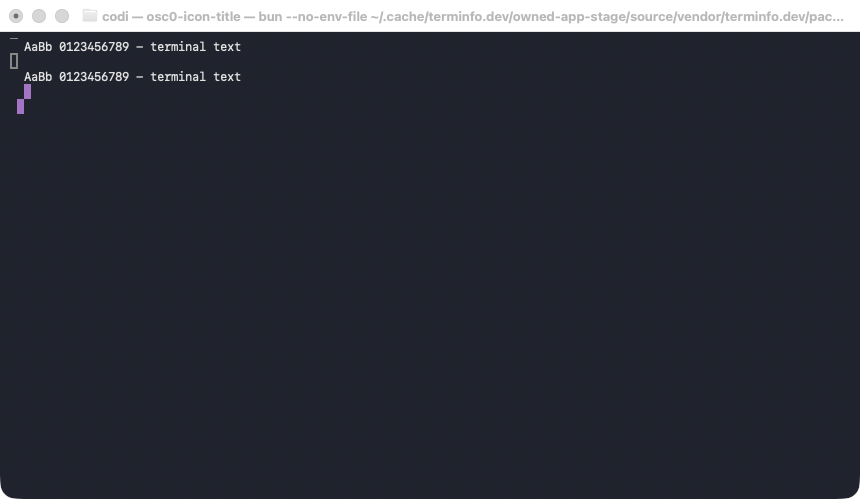 codi — osc0-icon-title — bun --no-env-file ~/.cache/terminfo.dev/owned-app-stage/source/vendor/terminfo.dev/pac...
AaBb 0123456789 — terminal text
AaBb 0123456789 — terminal text